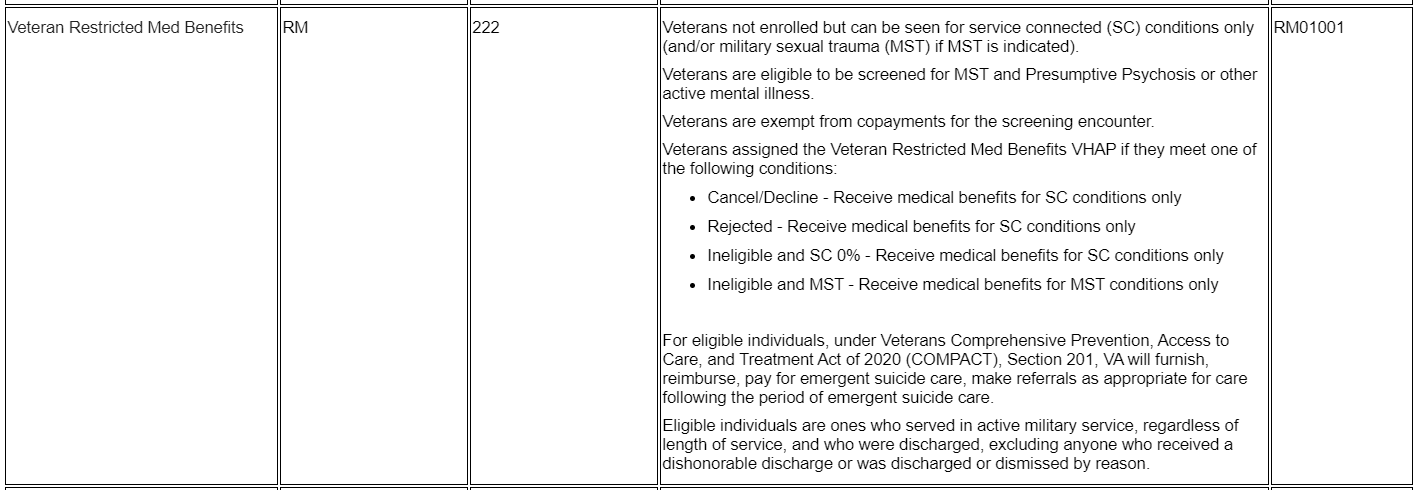 Veteran Restricted Med Benefits
RM
222
Veterans not enrolled but can be seen for service connected (SC) conditions only
(and/or military sexual trauma (MST) if MST is indicated).
Veterans are eligible to be screened for MST and Presumptive Psychosis or other
active mental illness.
Veterans are exempt from copayments for the screening encounter.
Veterans assigned the Veteran Restricted Med Benefits VHAP if they meet one of
the following conditions:
• Cancel/Decline - Receive medical benefits for SC conditions only
• Rejected - Receive medical benefits for SC conditions only
• Ineligible and SC 0% - Receive medical benefits for SC conditions only
• Ineligible and MST - Receive medical benefits for MST conditions only
For eligible individuals, under Veterans Comprehensive Prevention, Access to
Care, and Treatment Act of 2020 (COMPACT), Section 201, VA will furnish,
reimburse, pay for emergent suicide care, make referrals as appropriate for care
following the period of emergent suicide care.
Eligible individuals are ones who served in active military service, regardless of
length of service, and who were discharged, excluding anyone who received a
dishonorable discharge or was discharged or dismissed by reason.
RM01001